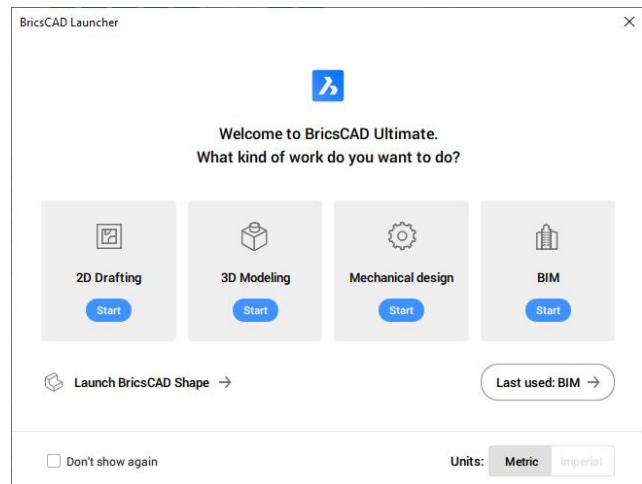 BricsCAD Launcher
Welcome to BricsCAD Ultimate.
What kind of work do you want to do?
2D Drafting
3D Modeling
Mechanical design
BIM
Start
Start
Start
Start
Launch BricsCAD Shape
Last used: BIM
Don't show again
Units:
Metric
Imperial